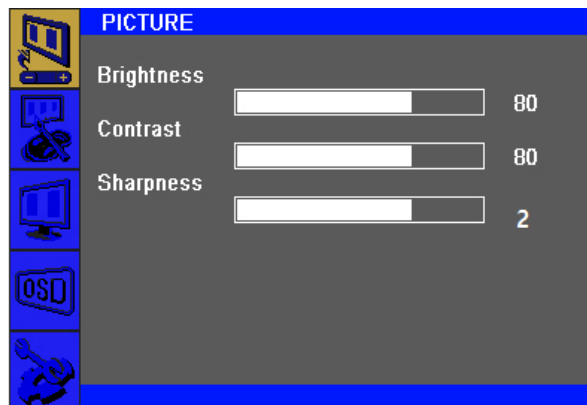 PICTURE
Brightness
80
Contrast
80
Sharpness
2
OSD